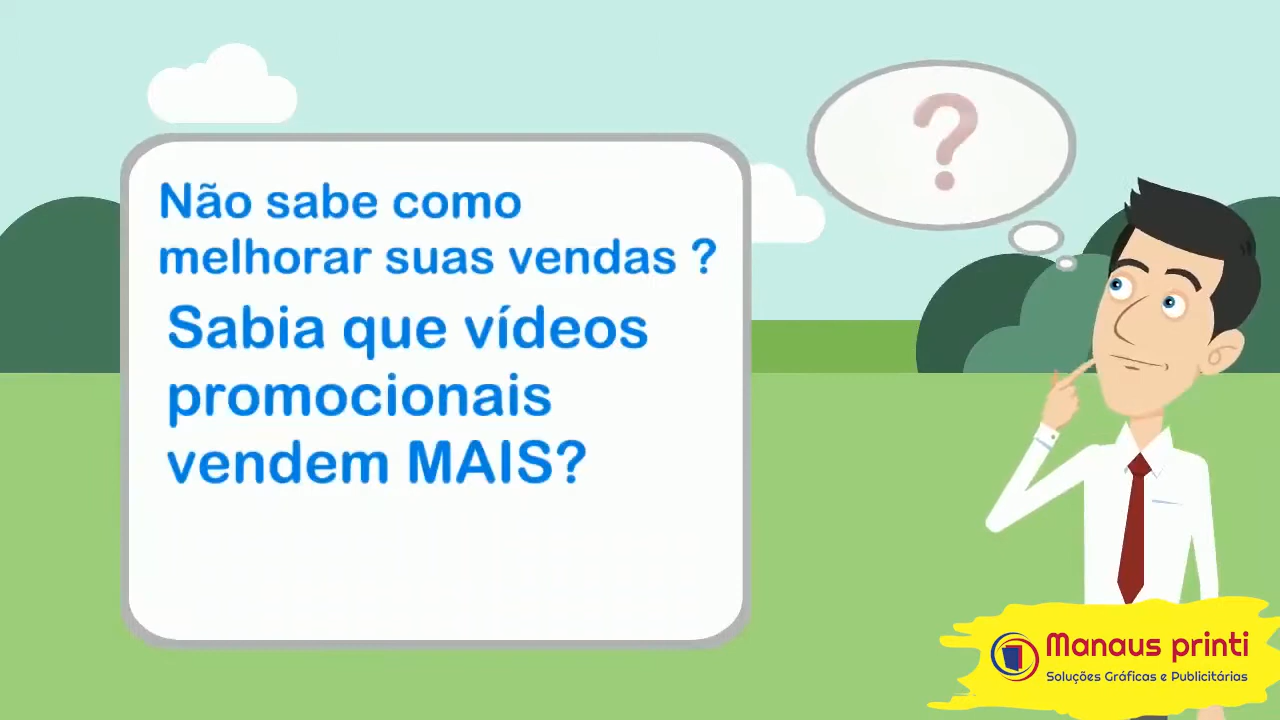 Não sabe como
melhorar suas vendas ?
Sabia que vídeos
promocionais
vendem MAIS?
?
Manaus printi
Soluções Gráficas e Publicitárias